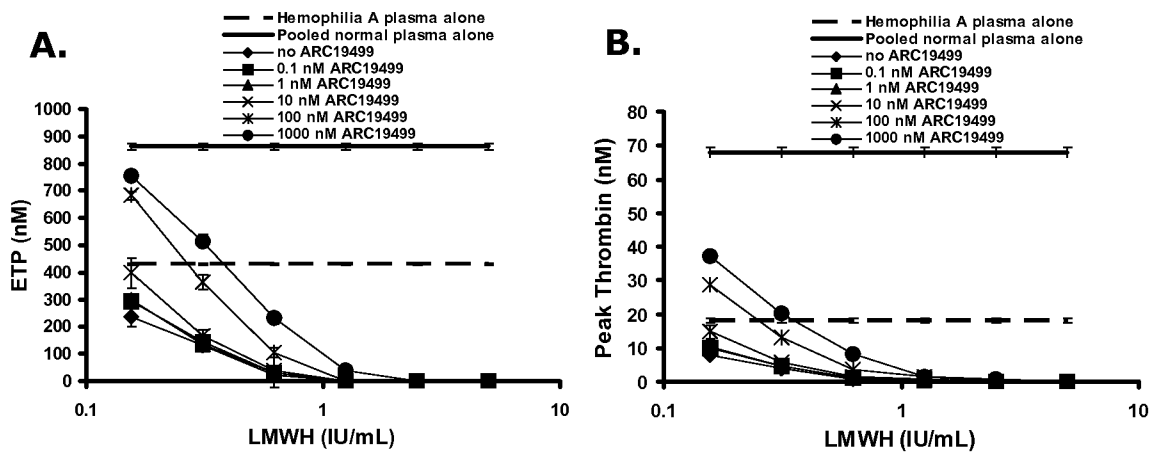 A.
Hemophilia A plasma alone
Pooled normal plasma alone
no ARC19499
0.1 nM ARC19499
1 nM ARC19499
10 nM ARC19499
100 nM ARC19499
1000 nM ARC19499
1000
900
800
700
600
500
400
300
200
100
0
ETP (nM)
0.1
1
10
LMWH (IU/mL)
B.
Hemophilia A plasma alone
Pooled normal plasma alone
no ARC19499
0.1 nM ARC19499
1 nM ARC19499
10 nM ARC19499
100 nM ARC19499
1000 nM ARC19499
80
70
60
50
40
30
20
10
0
Peak Thrombin (nM)
0.1
1
10
LMWH (IU/mL)